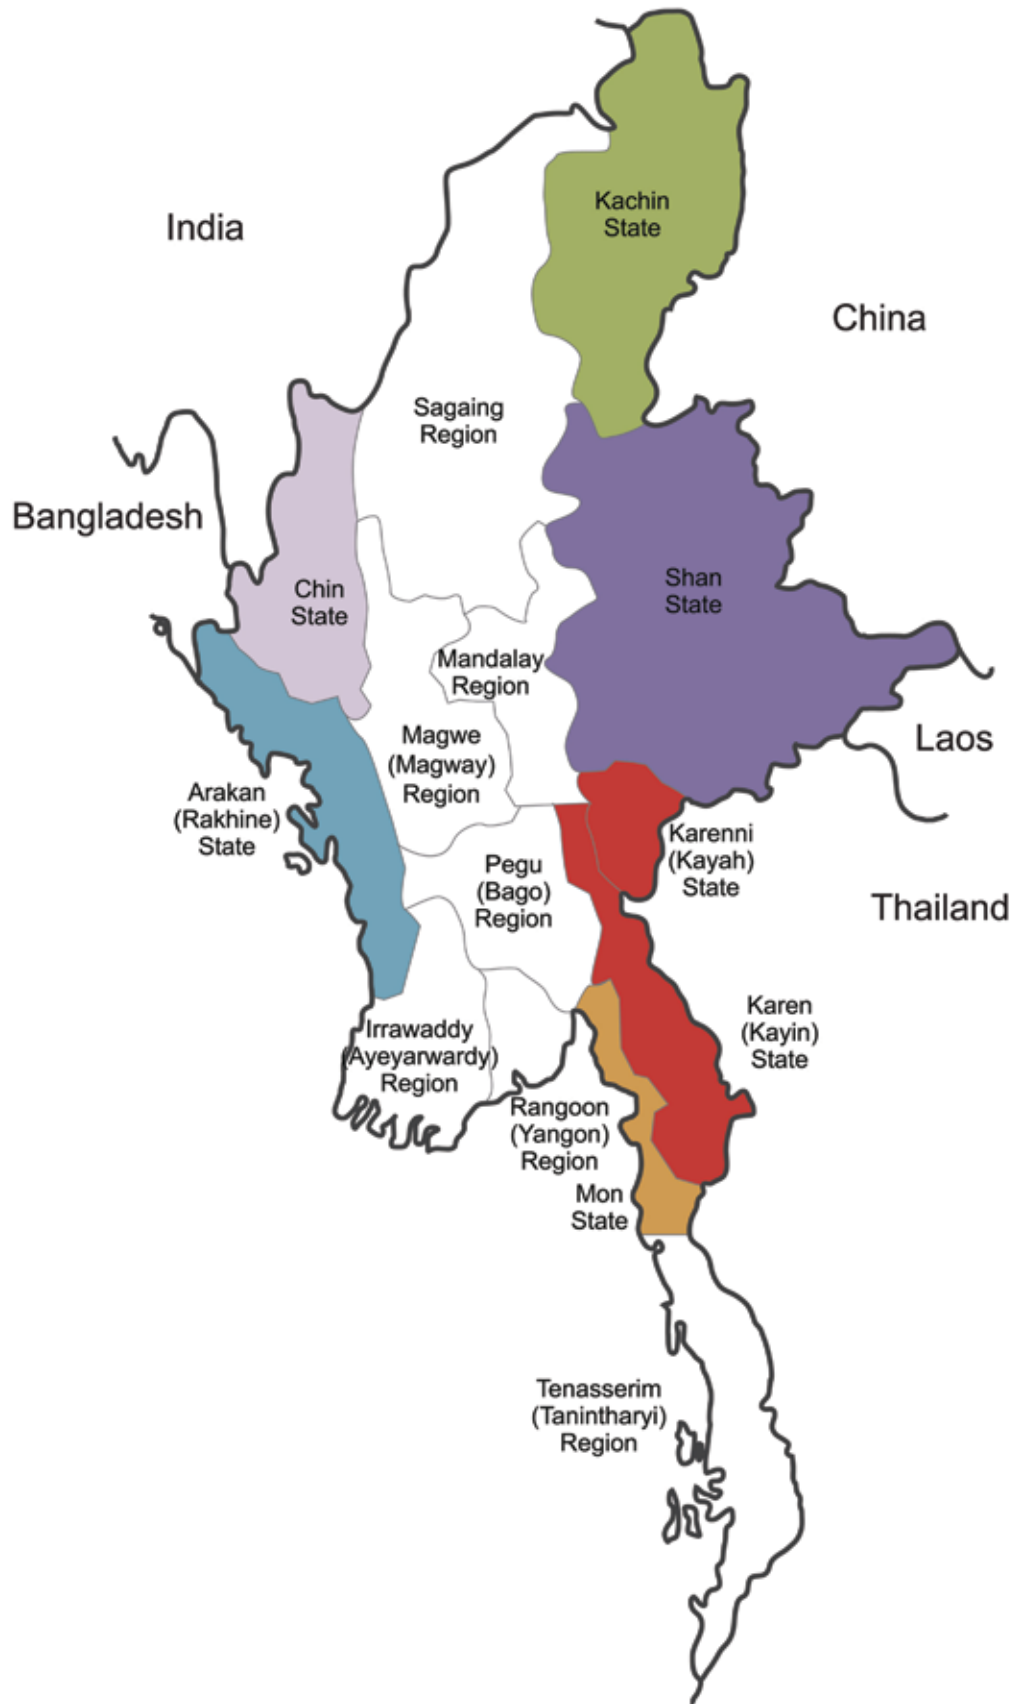 Kachin
State
India
China
Sagaing
Region
Bangladesh
Chin
State
Shan
State
Mandalay
Region
Magwe
(Magway)
Region
Laos
Arakan
(Rakhine)
State
Karenni
(Kayah)
State
Pegu
(Bago)
Region
Thailand
Karen
(Kayin)
State
Irrawaddy
(Ayeyarwardy)
Region
Rangoon
(Yangon)
Region
Mon
State
Tenasserim
(Tanintharyi)
Region